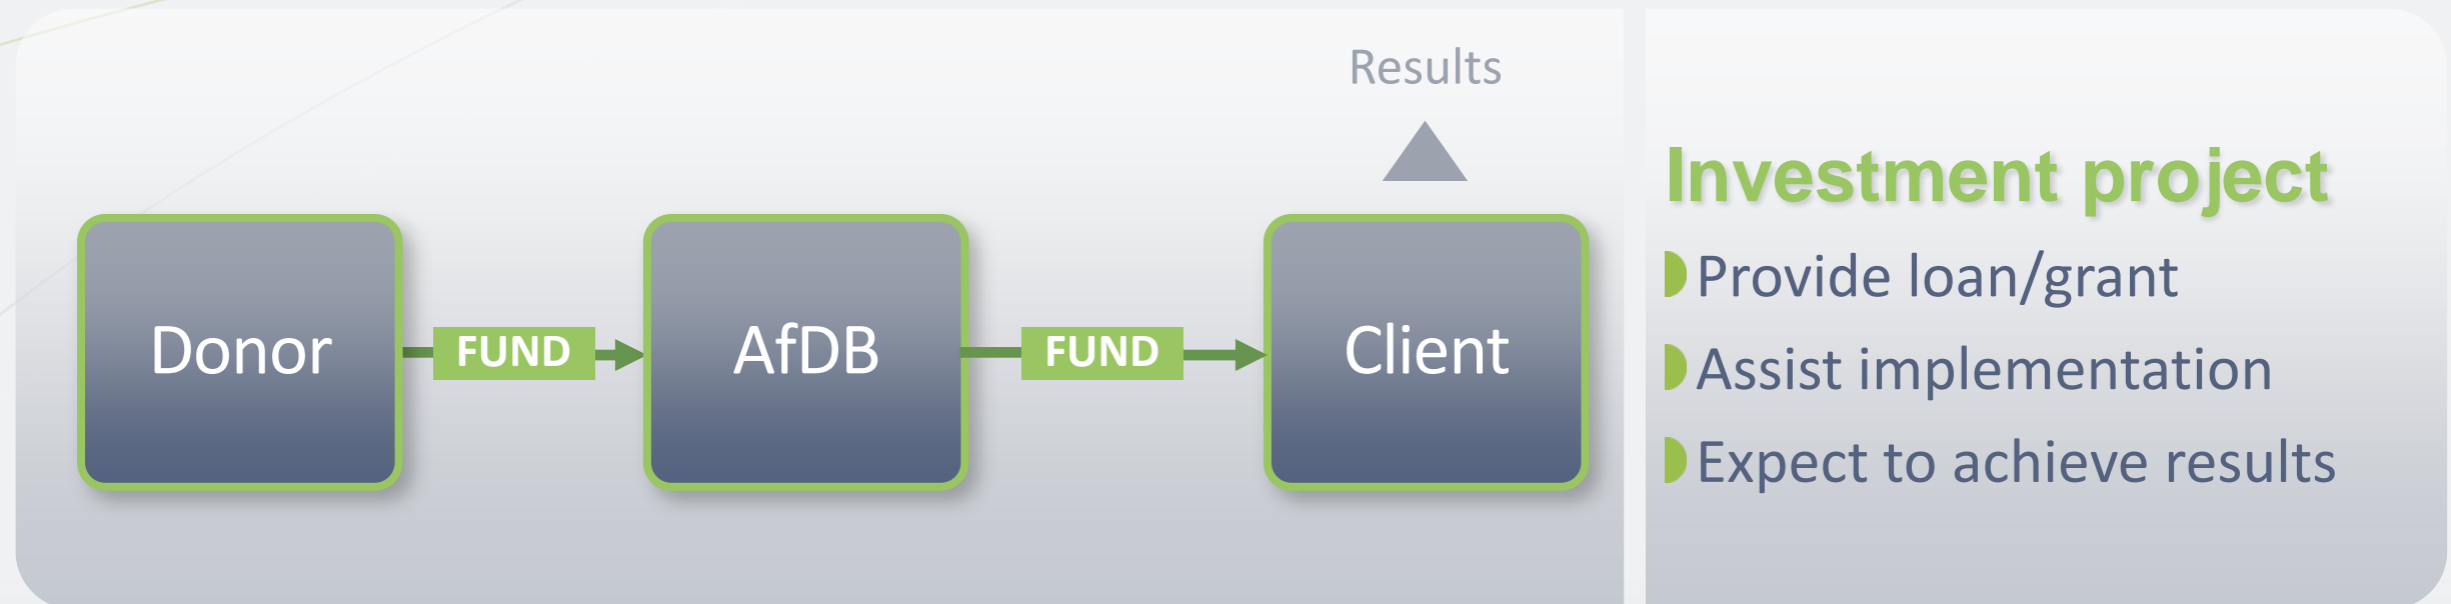 Results
Donor
FUND
AfDB
FUND
Client
Investment project
Provide loan/grant
Assist implementation
Expect to achieve results